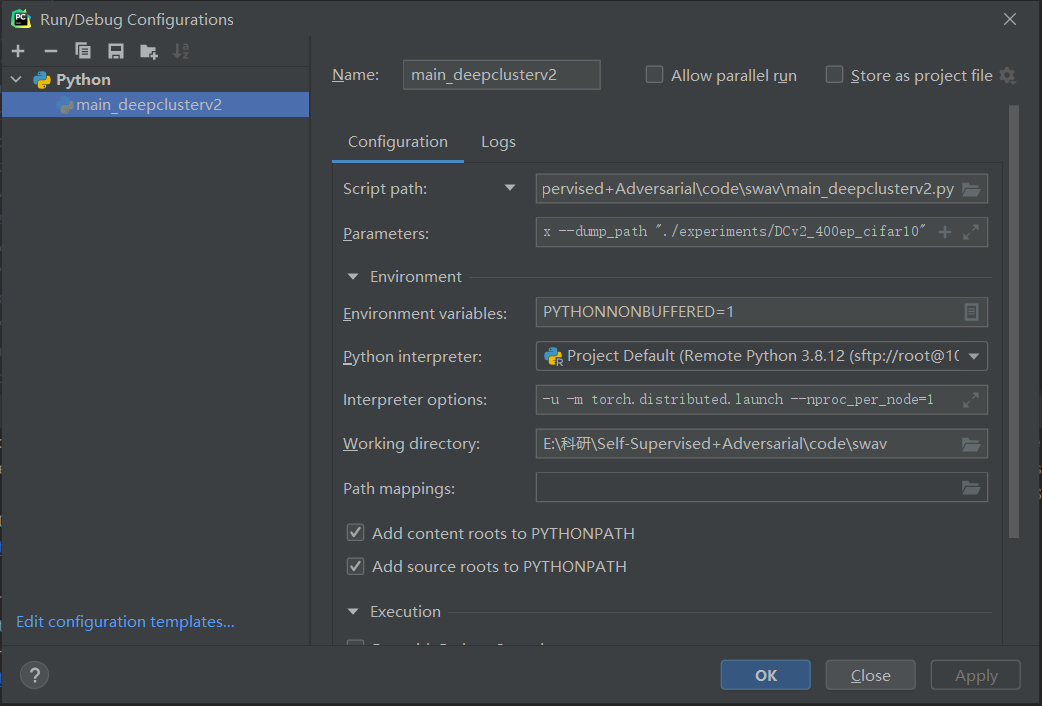 PC
Run/Debug Configurations
Python
main_deepclusterv2
Edit configuration templates...
Name: main_deepclusterv2 Allow parallel run Store as project file
Configuration Logs
Script path: pervised+Adversarial\code\swav\main_deepclusterv2.py
Parameters: x --dump_path "./experiments/DCv2_400ep_cifar10"
Environment
Environment variables: PYTHONNONBUFFERED=1
Python interpreter: Project Default (Remote Python 3.8.12 (sftp://root@10
Interpreter options: -u -m torch.distributed.launch --nproc_per_node=1
Working directory: E:\科研\Self-Supervised+Adversarial\code\swav
Path mappings:
Add content roots to PYTHONPATH
Add source roots to PYTHONPATH
Execution
? OK Close Apply